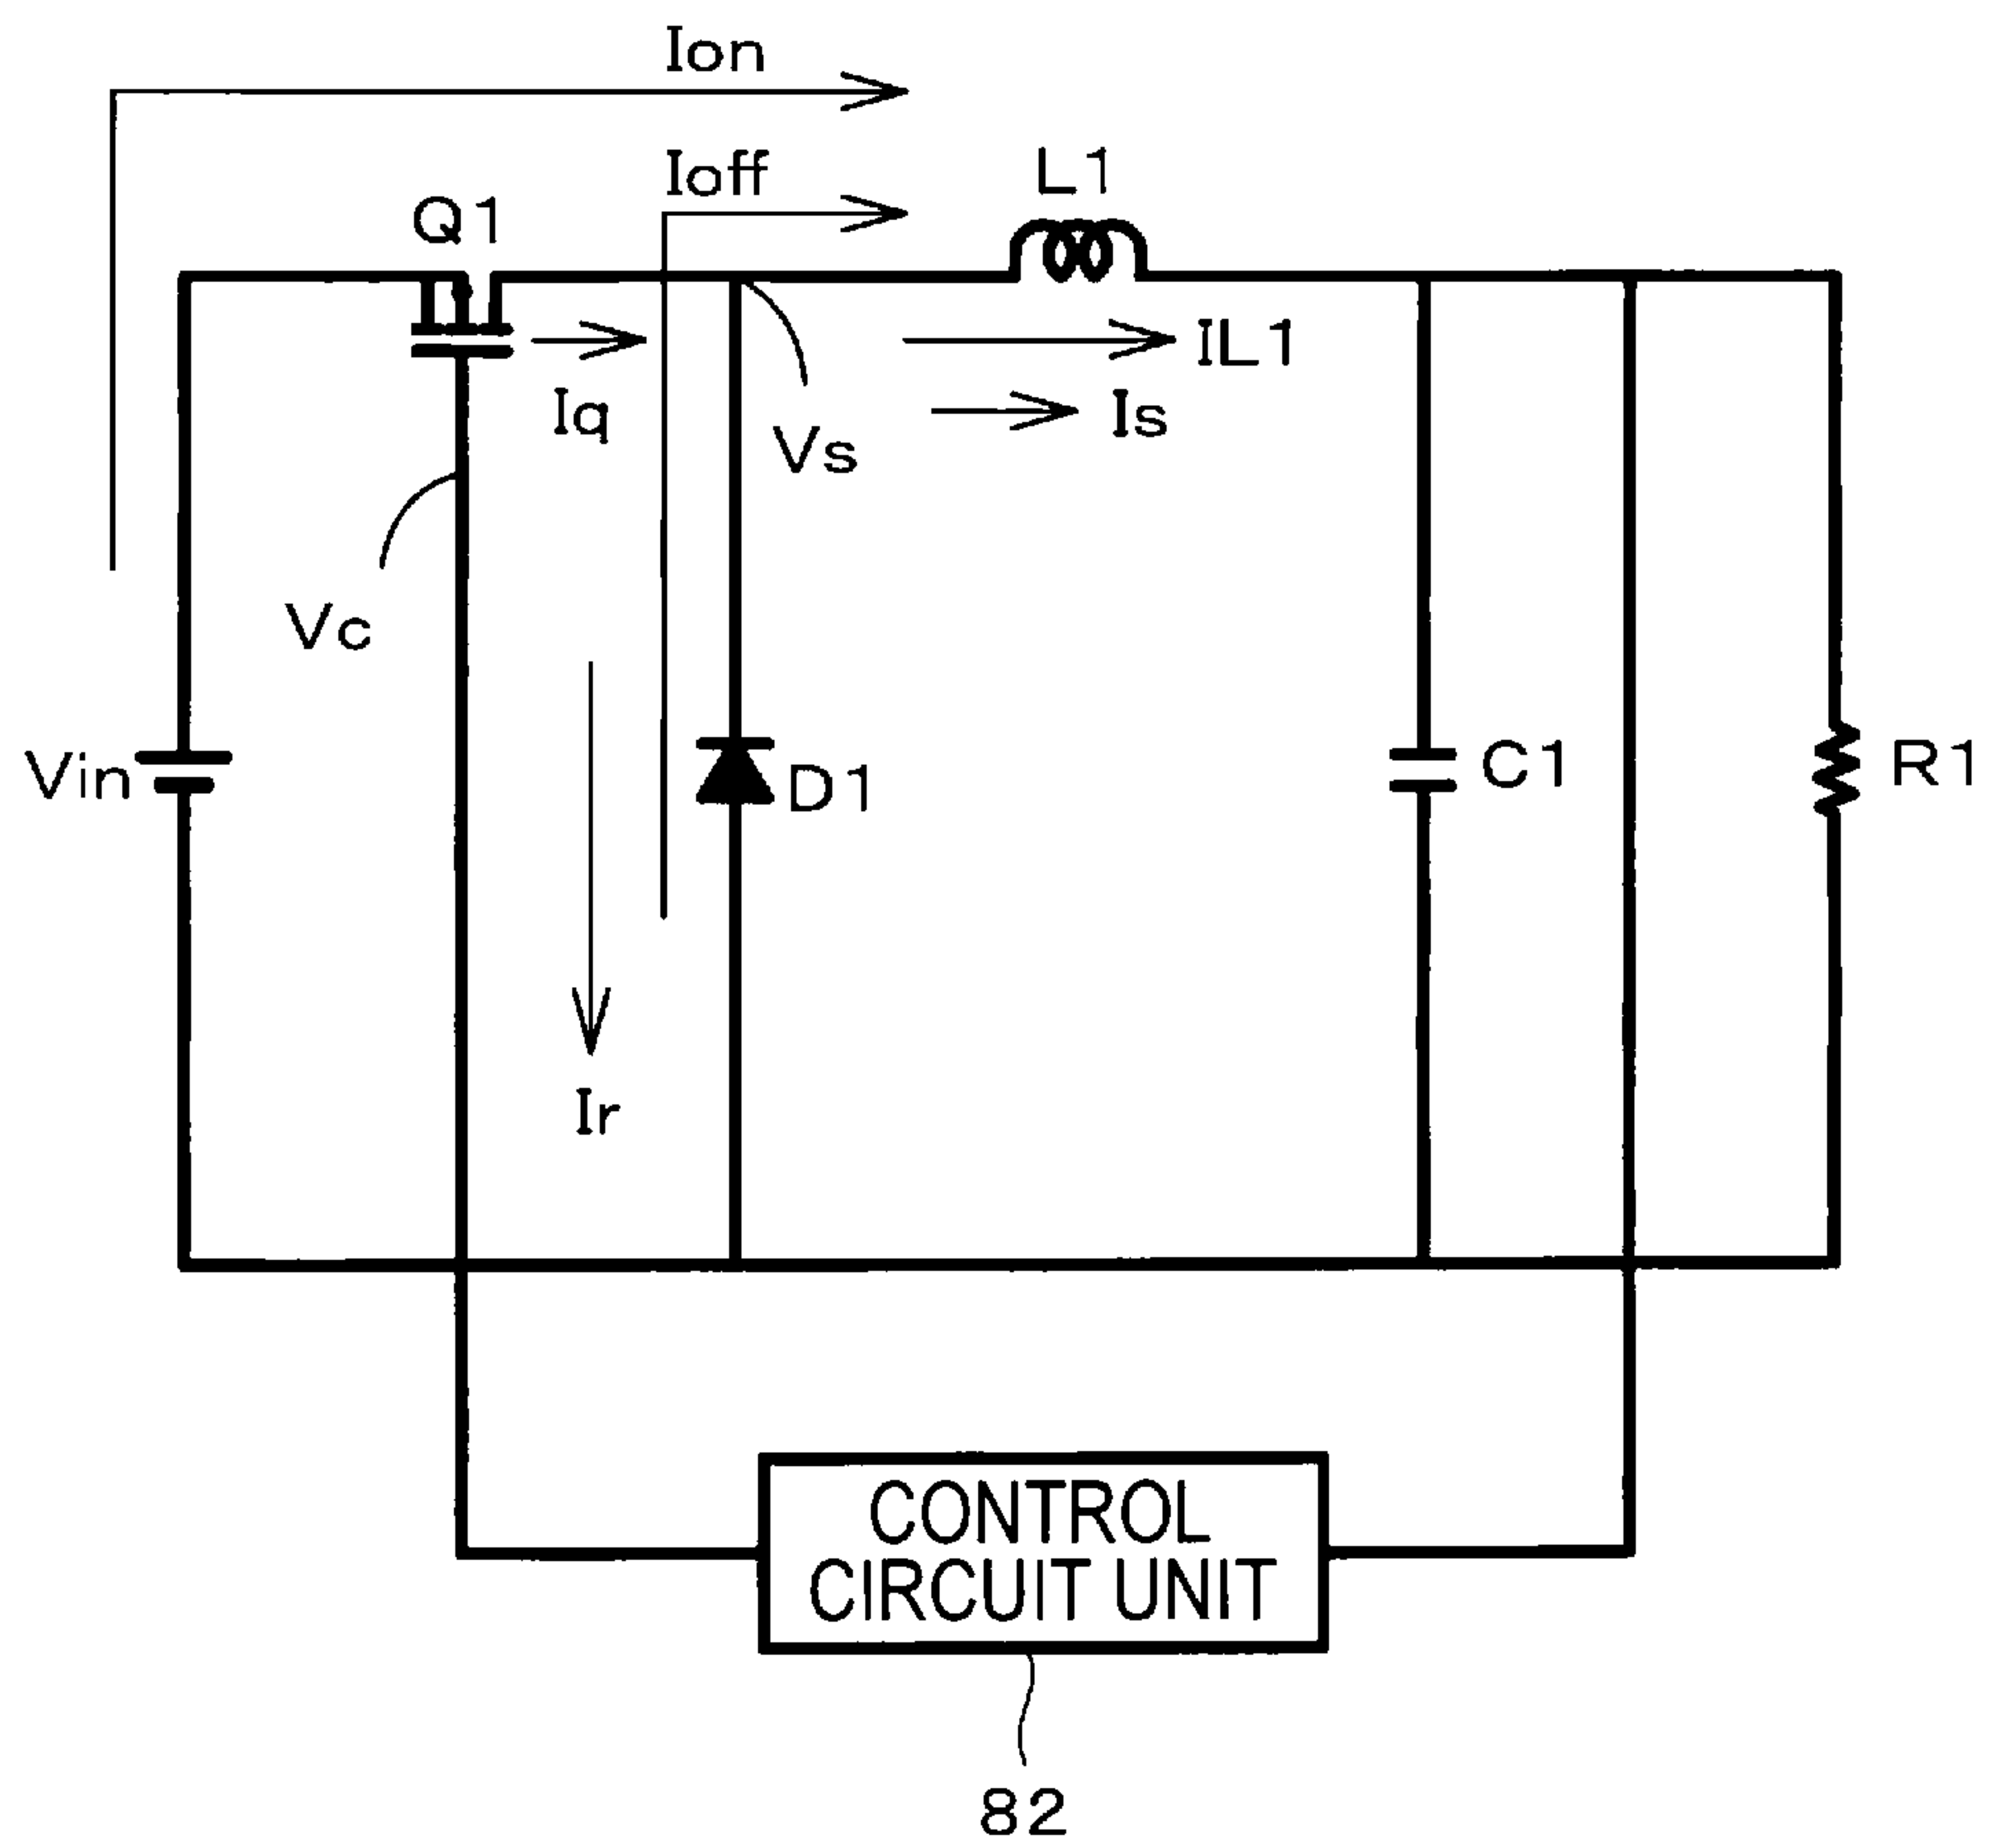 Ion
Ioff
L1
Q1
IL1
Iq
Is
Vs
Vc
Vin
D1
C1
R1
Ir
CONTROL
CIRCUIT UNIT
82